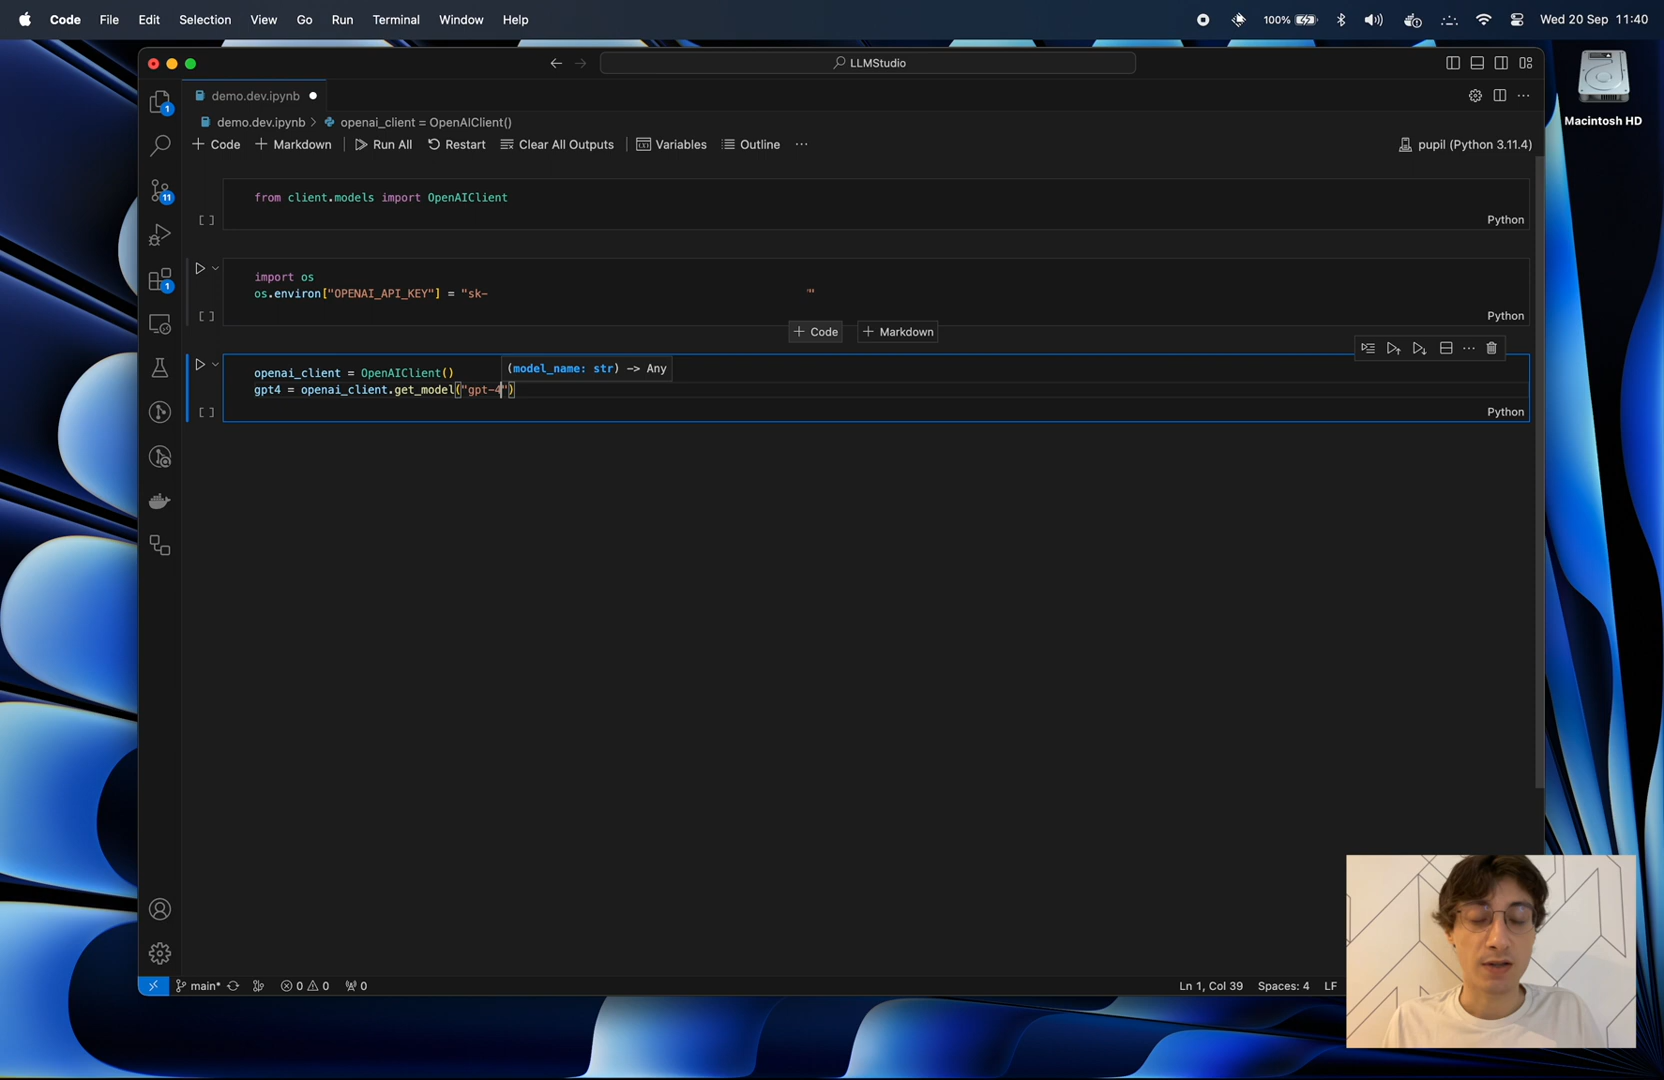 Code File Edit Selection View Go Run Terminal Window Help 100% Wed 20 Sep 11:40
LLMStudio
Macintosh HD
demo.dev.ipynb
1
demo.dev.ipynb > openai_client = OpenAIClient()
+ Code + Markdown Run All Restart Clear All Outputs Variables Outline ... pupil (Python 3.11.4)
11
from client.models import OpenAIClient
[ ] Python
1
import os
os.environ["OPENAI_API_KEY"] = "sk- "
[ ] Python
+ Code + Markdown
openai_client = OpenAIClient()
(model_name: str) -> Any
gpt4 = openai_client.get_model("gpt-4")
[ ] Python
main* 0 0 0 Ln 1, Col 39 Spaces: 4 LF